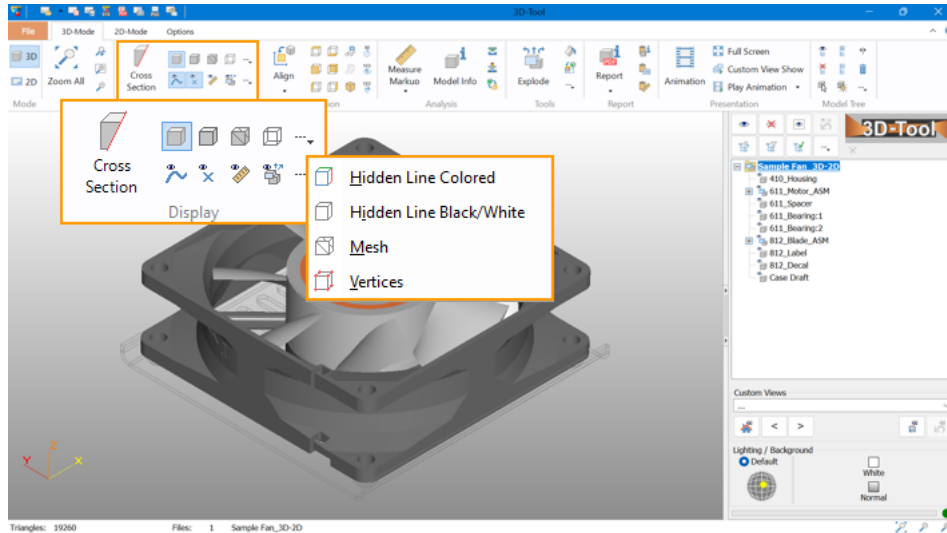 3D-Tool
File
3D-Mode
2D-Mode
Options
3D
2D
Zoom All
Cross
Section
Align
Measure
Markup
Model Info
Explode
Report
Animation
Full Screen
Custom View Show
Play Animation
Mode
Analysis
Tools
Report
Presentation
Model Tree
Cross
Section
Display
Hidden Line Colored
Hidden Line Black/White
Mesh
Vertices
3D-Tool
Sample Fan_3D-2D
410_Housing
611_Motor_ASM
611_Spacer
611_Bearing:1
611_Bearing:2
812_Blade_ASM
812_Label
812_Decal
Case Draft
Custom Views
...
< >
Lighting / Background
Default
White
Normal
Z
Y X
Triangles: 19260 Files: 1 Sample Fan_3D-2D